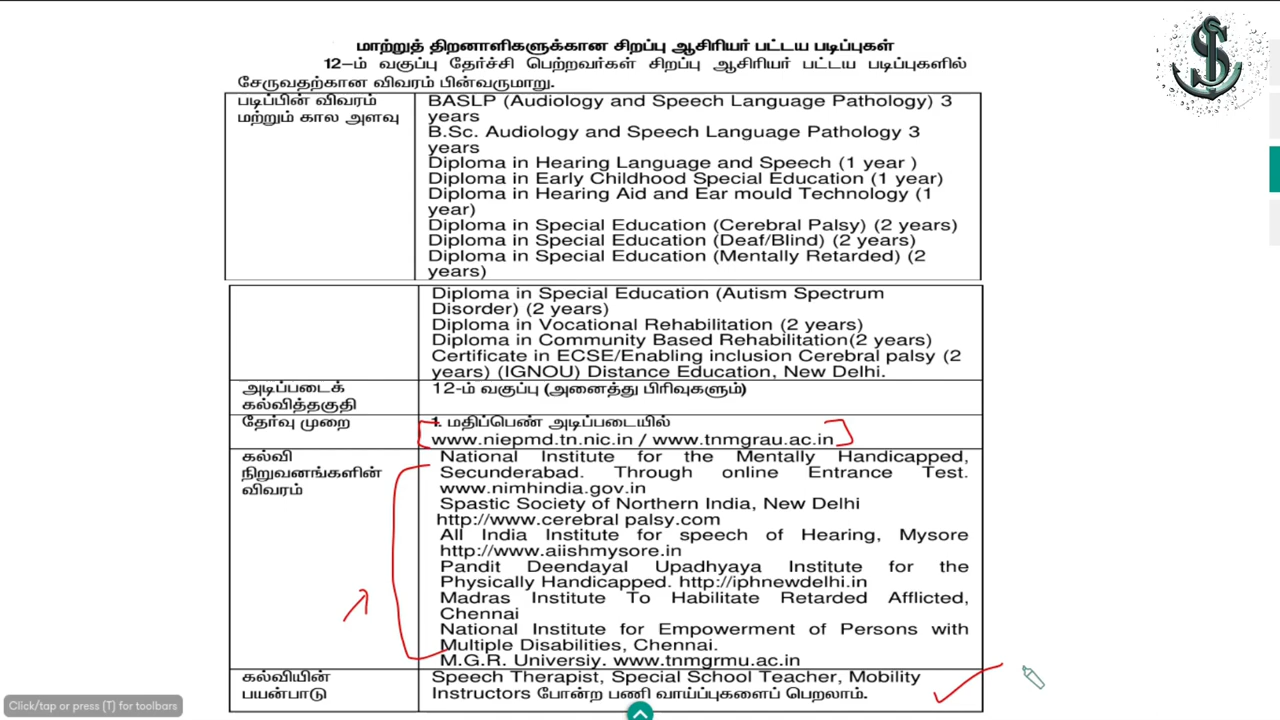 மாற்றுத் திறனாளிகளுக்கான சிறப்பு ஆசிரியர் பட்டய படிப்புகள்
12-ம் வகுப்பு தேர்ச்சி பெற்றவர்கள் சிறப்பு ஆசிரியர் பட்டய படிப்புகளில்
சேருவதற்கான விவரம் பின்வருமாறு.
படிப்பின் விவரம்
மற்றும் கால அளவு
BASLP (Audiology and Speech Language Pathology) 3
years
B.Sc. Audiology and Speech Language Pathology 3
years
Diploma in Hearing Language and Speech (1 year )
Diploma in Early Childhood Special Education (1 year)
Diploma in Hearing Aid and Ear mould Technology (1
year)
Diploma in Special Education (Cerebral Palsy) (2 years)
Diploma in Special Education (Deaf/Blind) (2 years)
Diploma in Special Education (Mentally Retarded) (2
years)
Diploma in Special Education (Autism Spectrum
Disorder) (2 years)
Diploma in Vocational Rehabilitation (2 years)
Diploma in Community Based Rehabilitation(2 years)
Certificate in ECSE/Enabling inclusion Cerebral palsy (2
years) (IGNOU) Distance Education, New Delhi.
அடிப்படைக்
கல்வித்தகுதி
12-ம் வகுப்பு (அனைத்து பிரிவுகளும்)
தேர்வு முறை
1. மதிப்பெண் அடிப்படையில்
www.niepmd.tn.nic.in / www.tnmgrau.ac.in
கல்வி
நிறுவனங்களின்
விவரம்
National Institute for the Mentally Handicapped,
Secunderabad. Through online Entrance Test.
www.nimhindia.gov.in
Spastic Society of Northern India, New Delhi
http://www.cerebral palsy.com
All India Institute for speech of Hearing, Mysore
http://www.aiishmysore.in
Pandit Deendayal Upadhyaya Institute for the
Physically Handicapped. http://iphnewdelhi.in
Madras Institute To Habilitate Retarded Afflicted,
Chennai
National Institute for Empowerment of Persons with
Multiple Disabilities, Chennai.
M.G.R. Universiy. www.tnmgrmu.ac.in
கல்வியின்
பயன்பாடு
Speech Therapist, Special School Teacher, Mobility
Instructors போன்ற பணி வாய்ப்புகளைப் பெறலாம்.
Click/tap or press (T) for toolbars